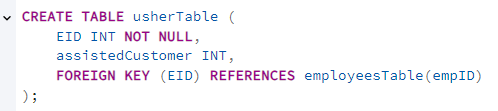 CREATE TABLE usherTable (
    EID INT NOT NULL,
    assistedCustomer INT,
    FOREIGN KEY (EID) REFERENCES employeesTable(empID)
);